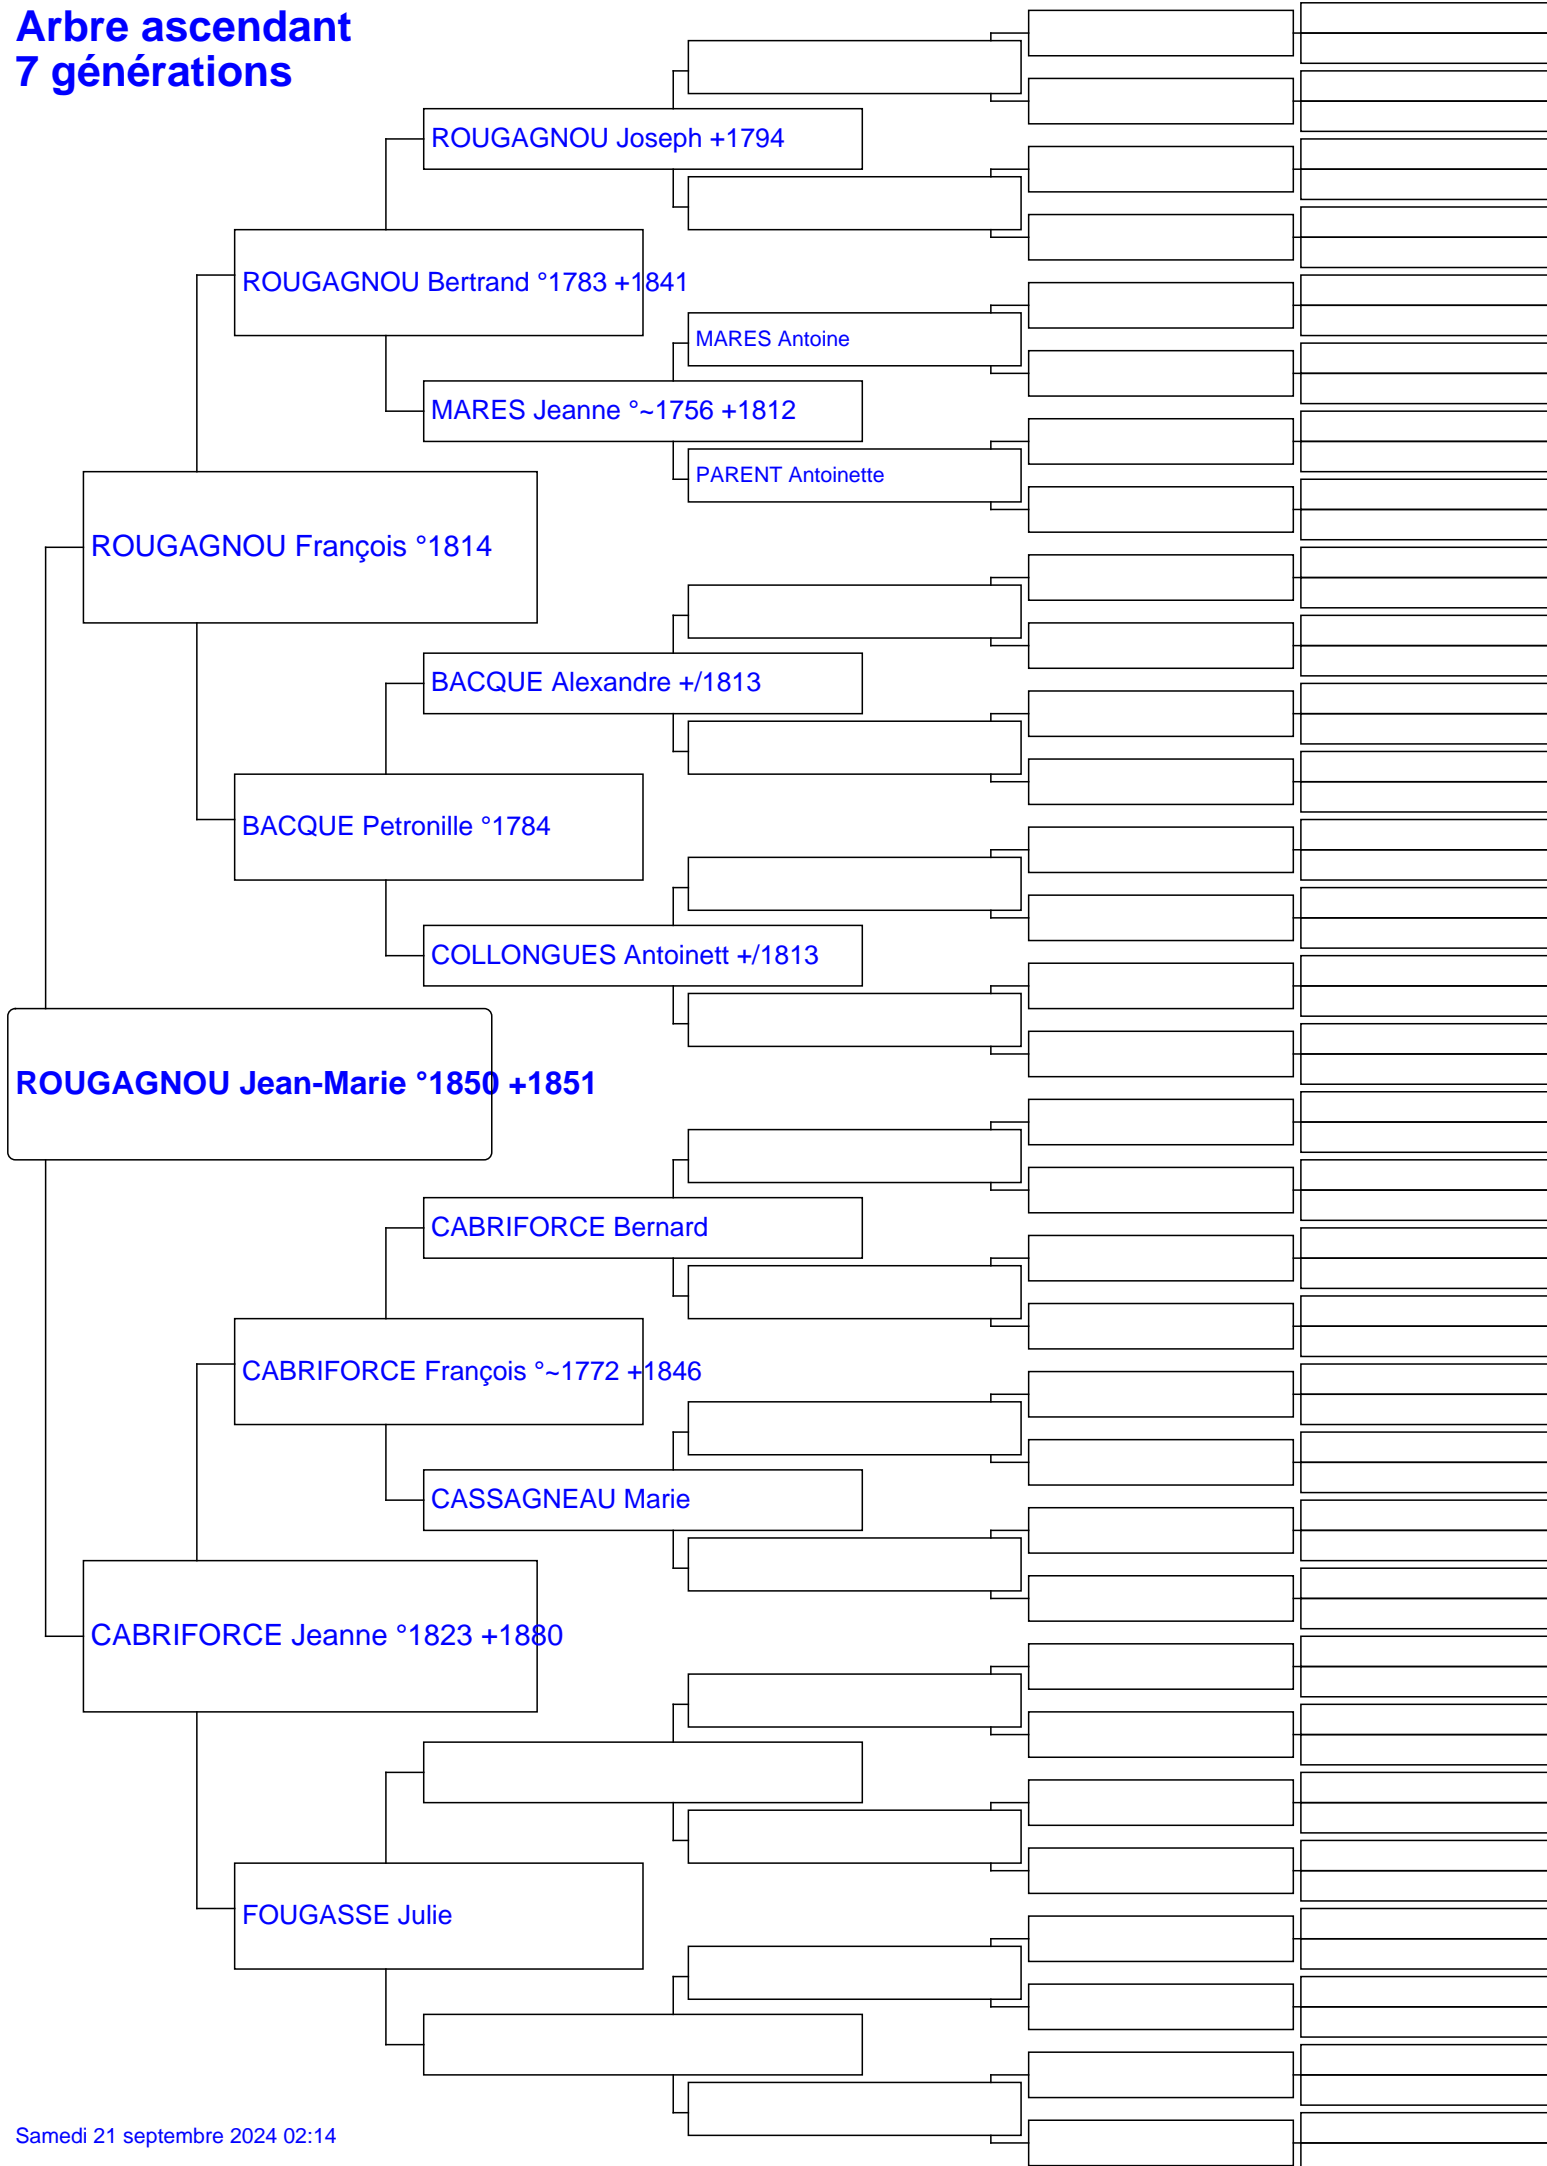 Arbre ascendant
7 générations
ROUGAGNOU Joseph +1794
ROUGAGNOU Bertrand °1783 +1841
MARES Antoine
MARES Jeanne °~1756 +1812
PARENT Antoinette
ROUGAGNOU François °1814
BACQUE Alexandre +/1813
BACQUE Petronille °1784
COLLONGUES Antoinett +/1813
ROUGAGNOU Jean-Marie °1850 +1851
CABRIFORCE Bernard
CABRIFORCE François °~1772 +1846
CASSAGNEAU Marie
CABRIFORCE Jeanne °1823 +1880
FOUGASSE Julie
Samedi 21 septembre 2024 02:14